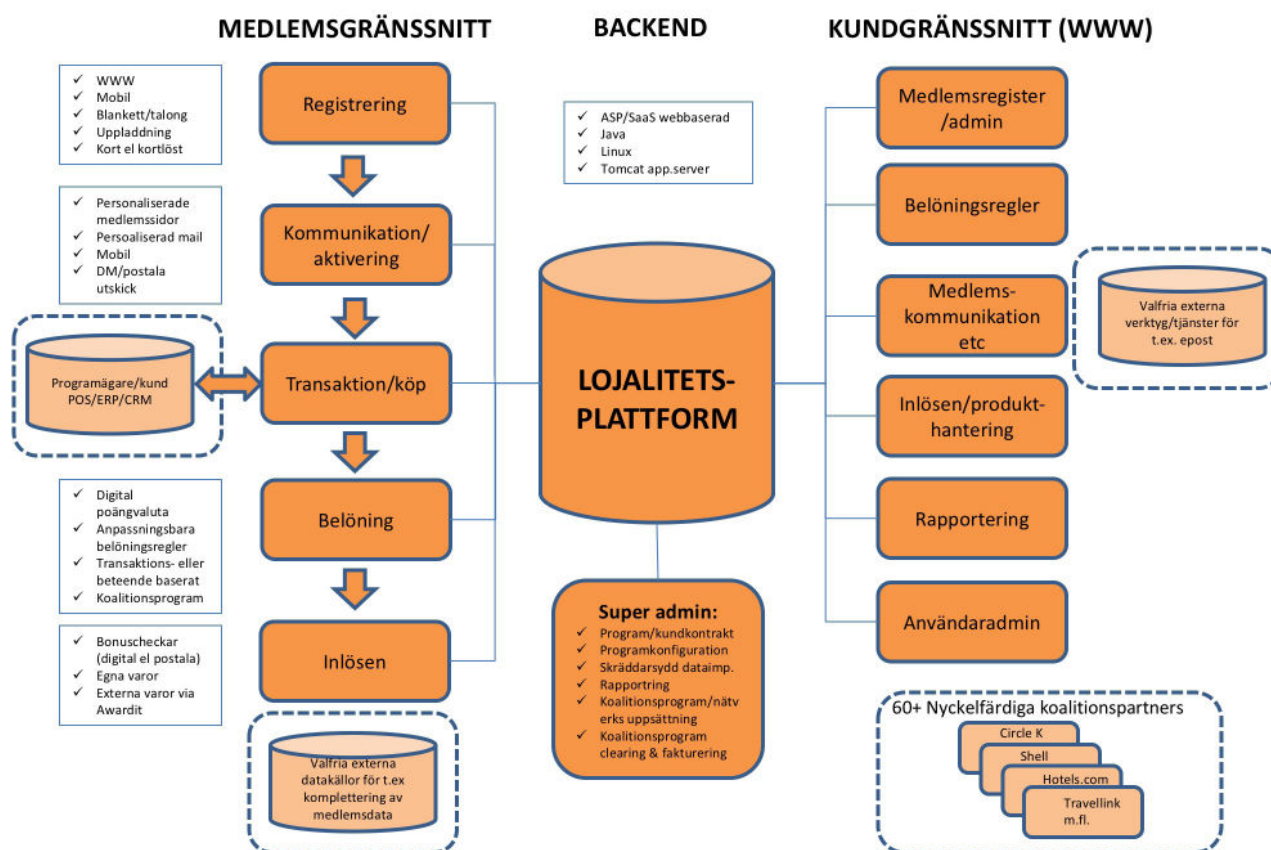 MEDLEMSGRÄNSSNITT
BACKEND
KUNDGRÄNSSNITT (WWW)
✓ WWW
✓ Mobil
✓ Blankett/talong
✓ Uppladdning
✓ Kort el kortlöst
Registrering
✓ Personaliserade
medlemssidor
✓ Persoaliserad mail
✓ Mobil
✓ DM/postala
utskick
Kommunikation/
aktivering
Programägare/kund
POS/ERP/CRM
Transaktion/köp
✓ Digital
poängvaluta
✓ Anpassningsbara
belöningsregler
✓ Transaktions- eller
beteende baserat
✓ Koalitionsprogram
Belöning
✓ Bonuscheckar
(digital el postala)
✓ Egna varor
✓ Externa varor via
Awardit
Inlösen
Valfria externa
datakällor för t.ex
komplettering av
medlemsdata
✓ ASP/SaaS webbaserad
✓ Java
✓ Linux
✓ Tomcat app.server
LOJALITETS-
PLATTFORM
Super admin:
✓ Program/kundkontrakt
✓ Programkonfiguration
✓ Skräddarsydd dataimp.
✓ Rapportring
✓ Koalitionsprogram/nätv
erks uppsättning
✓ Koalitionsprogram
clearing & fakturering
Medlemsregister
/admin
Belöningsregler
Medlems-
kommunikation
etc
Valfria externa
verktyg/tjänster för
t.ex. epost
Inlösen/produkt-
hantering
Rapportering
Användaradmin
60+ Nyckelfärdiga koalitionspartners
Circle K
Shell
Hotels.com
Travellink
m.fl.